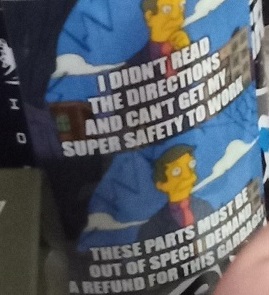 I DIDN'T READ
THE DIRECTIONS
AND CAN'T GET MY
SUPER SAFETY TO WORK
THESE PARTS MUST BE
OUT OF SPEC! I DEMAND
A REFUND FOR THIS GARBAGE!